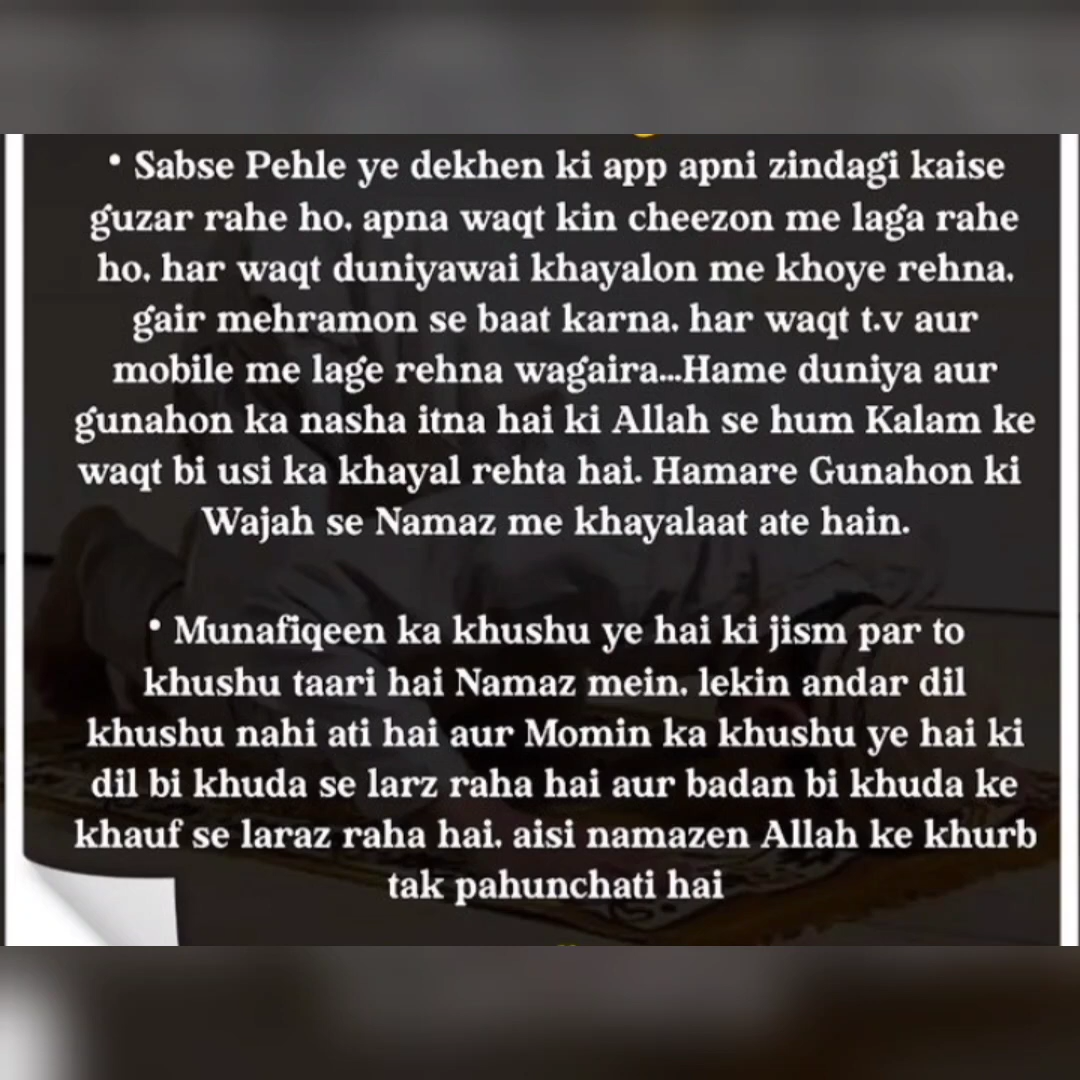 • Sabse Pehle ye dekhen ki app apni zindagi kaise
guzar rahe ho, apna waqt kin cheezon me laga rahe
ho, har waqt duniyawai khayalon me khoye rehna,
gair mehramon se baat karna, har waqt t.v aur
mobile me lage rehna wagaira...Hame duniya aur
gunahon ka nasha itna hai ki Allah se hum Kalam ke
waqt bi usi ka khayal rehta hai. Hamare Gunahon ki
Wajah se Namaz me khayalaat ate hain.
• Munafiqeen ka khushu ye hai ki jism par to
khushu taari hai Namaz mein, lekin andar dil
khushu nahi ati hai aur Momin ka khushu ye hai ki
dil bi khuda se larz raha hai aur badan bi khuda ke
khauf se laraz raha hai, aisi namazen Allah ke khurb
tak pahunchati hai